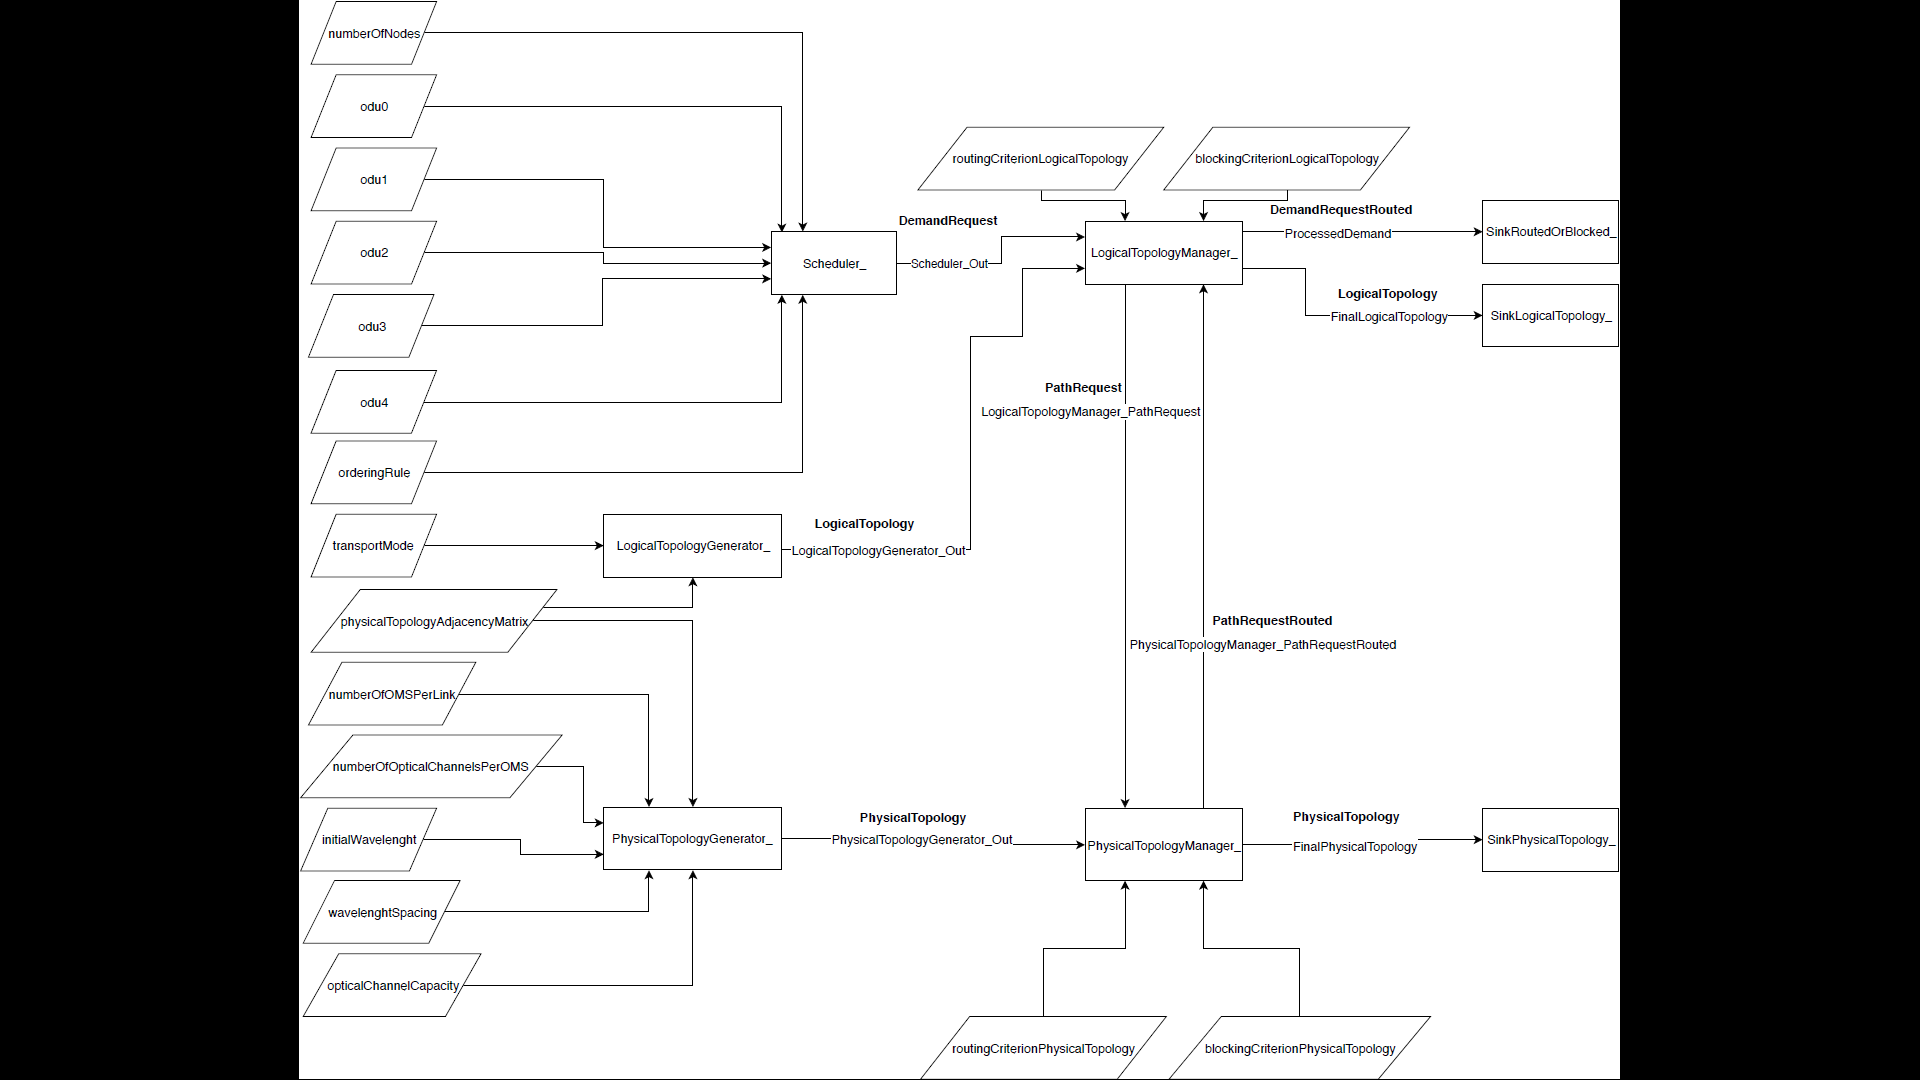 numberOfNodes
odu0
odu1
odu2
odu3
odu4
orderingRule
transportMode
physicalTopologyAdjacencyMatrix
numberOfOMSPerLink
numberOfOpticalChannelsPerOMS
initialWavelenght
wavelenghtSpacing
opticalChannelCapacity
Scheduler_
DemandRequest
Scheduler_Out
LogicalTopologyGenerator_
LogicalTopology
LogicalTopologyGenerator_Out
PhysicalTopologyGenerator_
PhysicalTopology
PhysicalTopologyGenerator_Out
routingCriterionLogicalTopology
blockingCriterionLogicalTopology
LogicalTopologyManager_
DemandRequestRouted
ProcessedDemand
SinkRoutedOrBlocked_
LogicalTopology
FinalLogicalTopology
SinkLogicalTopology_
PathRequest
LogicalTopologyManager_PathRequest
PathRequestRouted
PhysicalTopologyManager_PathRequestRouted
PhysicalTopologyManager_
PhysicalTopology
FinalPhysicalTopology
SinkPhysicalTopology_
routingCriterionPhysicalTopology
blockingCriterionPhysicalTopology